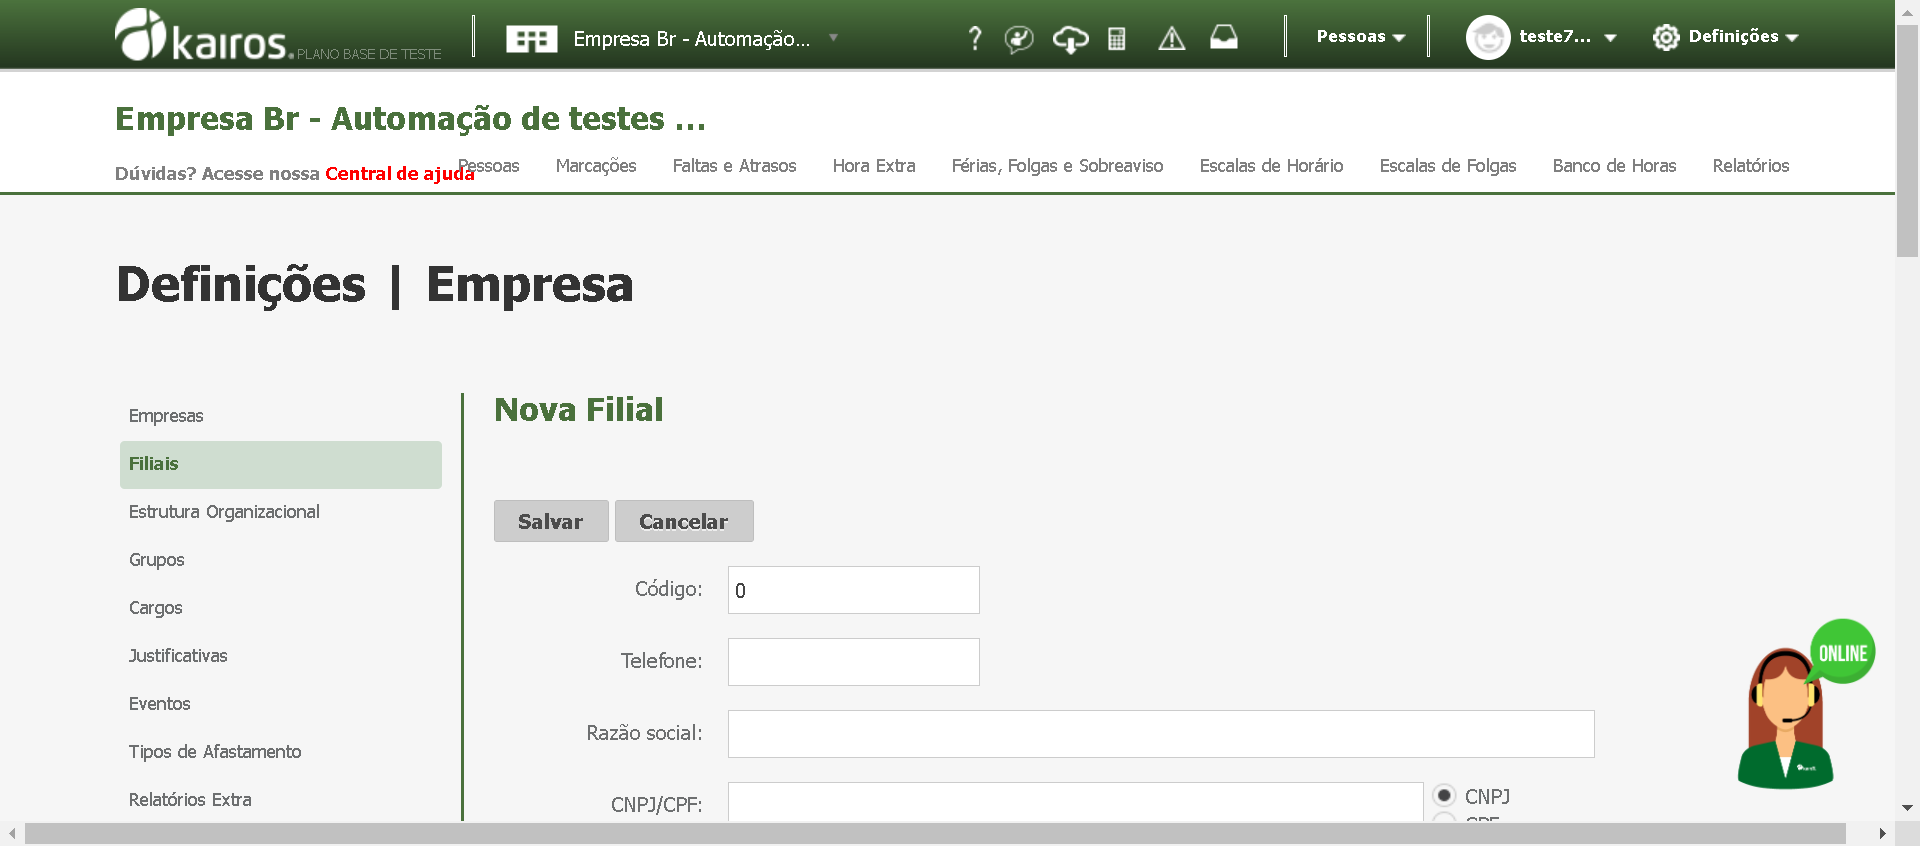 kairos. PLANO BASE DE TESTE
Empresa Br - Automação...
?
Pessoas
teste7...
Definições
Empresa Br - Automação de testes ...
Dúvidas? Acesse nossa Central de ajuda
Pessoas Marcações Faltas e Atrasos Hora Extra Férias, Folgas e Sobreaviso Escalas de Horário Escalas de Folgas Banco de Horas Relatórios
Definições | Empresa
Empresas
Filiais
Estrutura Organizacional
Grupos
Cargos
Justificativas
Eventos
Tipos de Afastamento
Relatórios Extra
Nova Filial
Salvar Cancelar
Código: 0
Telefone:
Razão social:
CNPJ/CPF: CNPJ
CPF
ONLINE